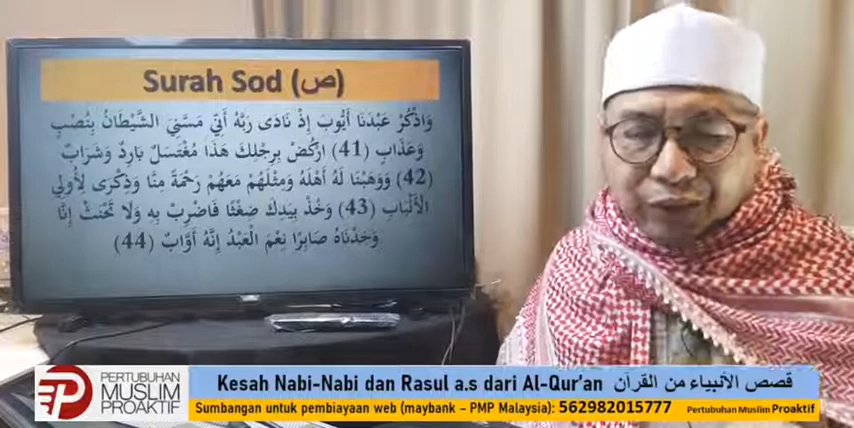 Surah Sod (ص)
وَاذْكُرْ عَبْدَنَا أَيُّوبَ إِذْ نَادَى رَبَّهُ أَنِّي مَسَّنِيَ الشَّيْطَانُ بِنُصْبٍ
وَعَذَابٍ (41) ارْكُضْ بِرِجْلِكَ هَذَا مُغْتَسَلٌ بَارِدٌ وَشَرَابٌ
(42) وَوَهَبْنَا لَهُ أَهْلَهُ وَمِثْلَهُمْ مَعَهُمْ رَحْمَةً مِنَّا وَذِكْرَى لِأُولِي
الْأَلْبَابِ (43) وَخُذْ بِيَدِكَ ضِغْثًا فَاضْرِبْ بِهِ وَلَا تَحْنَثْ إِنَّا
وَجَدْنَاهُ صَابِرًا نِعْمَ الْعَبْدُ إِنَّهُ أَوَّابٌ (44)
PERTUBUHAN
MUSLIM
PROAKTIF
Kesah Nabi-Nabi dan Rasul a.s dari Al-Qur'an قصص الأنبياء من القرآن
Sumbangan untuk pembiayaan web (maybank – PMP Malaysia): 562982015777 Pertubuhan Muslim Proaktif